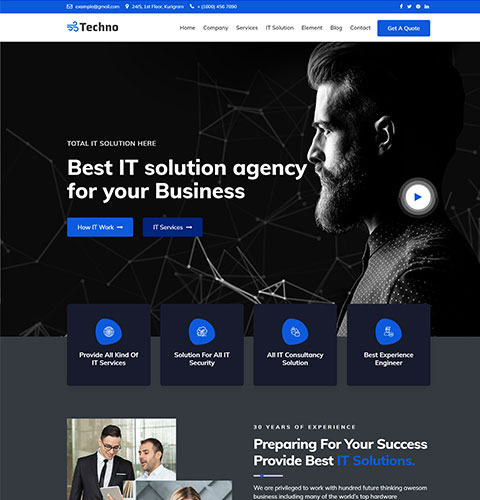 example@gmail.com 24/5, 1st Floor, Kurigram + (1800) 456 7890
Techno
Home Company Services IT Solution Element Blog Contact Get A Quote
TOTAL IT SOLUTION HERE
Best IT solution agency
for your Business
How IT Work IT Services
Provide All Kind Of
IT Services
Solution For All IT
Security
All IT Consultancy
Solution
Best Experience
Engineer
30 YEARS OF EXPERIENCE
Preparing For Your Success
Provide Best IT Solutions.
We are privileged to work with hundred future thinking awesom
business including many of the world's top hardware